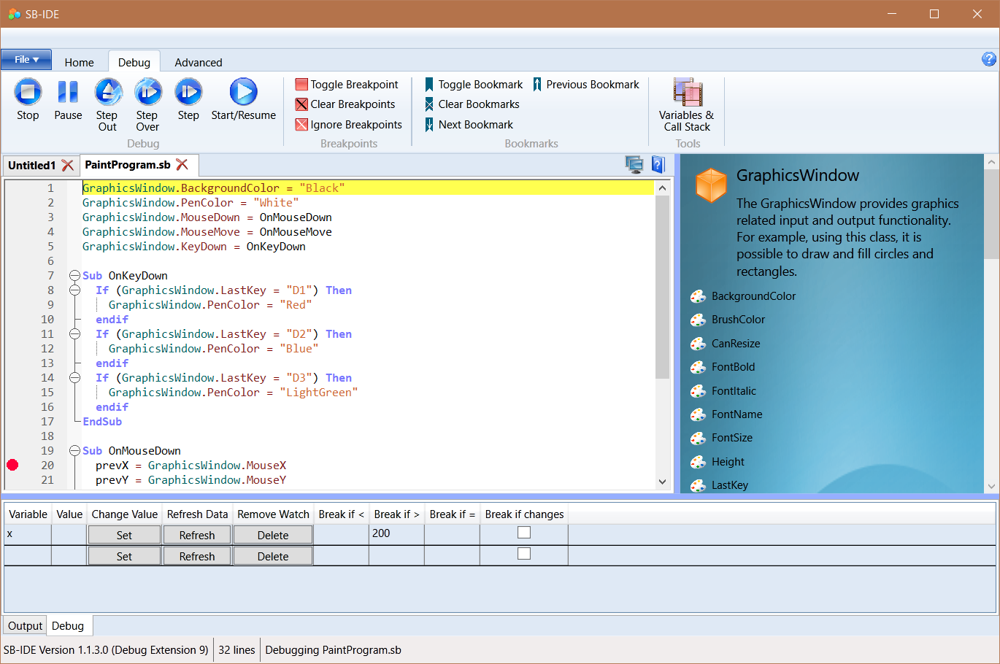 SB-IDE
File
Home
Debug
Advanced
Stop
Pause
Step Out
Step Over
Step
Start/Resume
Debug
Toggle Breakpoint
Clear Breakpoints
Ignore Breakpoints
Breakpoints
Toggle Bookmark
Previous Bookmark
Clear Bookmarks
Next Bookmark
Bookmarks
Variables &
Call Stack
Tools
Untitled1
PaintProgram.sb
1 GraphicsWindow.BackgroundColor = "Black"
2 GraphicsWindow.PenColor = "White"
3 GraphicsWindow.MouseDown = OnMouseDown
4 GraphicsWindow.MouseMove = OnMouseMove
5 GraphicsWindow.KeyDown = OnKeyDown
6
7 Sub OnKeyDown
8 If (GraphicsWindow.LastKey = "D1") Then
9 GraphicsWindow.PenColor = "Red"
10 endif
11 If (GraphicsWindow.LastKey = "D2") Then
12 GraphicsWindow.PenColor = "Blue"
13 endif
14 If (GraphicsWindow.LastKey = "D3") Then
15 GraphicsWindow.PenColor = "LightGreen"
16 endif
17 EndSub
18
19 Sub OnMouseDown
20 prevX = GraphicsWindow.MouseX
21 prevY = GraphicsWindow.MouseY
GraphicsWindow
The GraphicsWindow provides graphics
related input and output functionality.
For example, using this class, it is
possible to draw and fill circles and
rectangles.
BackgroundColor
BrushColor
CanResize
FontBold
FontItalic
FontName
FontSize
Height
LastKey
Variable Value Change Value Refresh Data Remove Watch Break if < Break if > Break if = Break if changes
x Set Refresh Delete 200
Set Refresh Delete
Output Debug
SB-IDE Version 1.1.3.0 (Debug Extension 9) 32 lines Debugging PaintProgram.sb